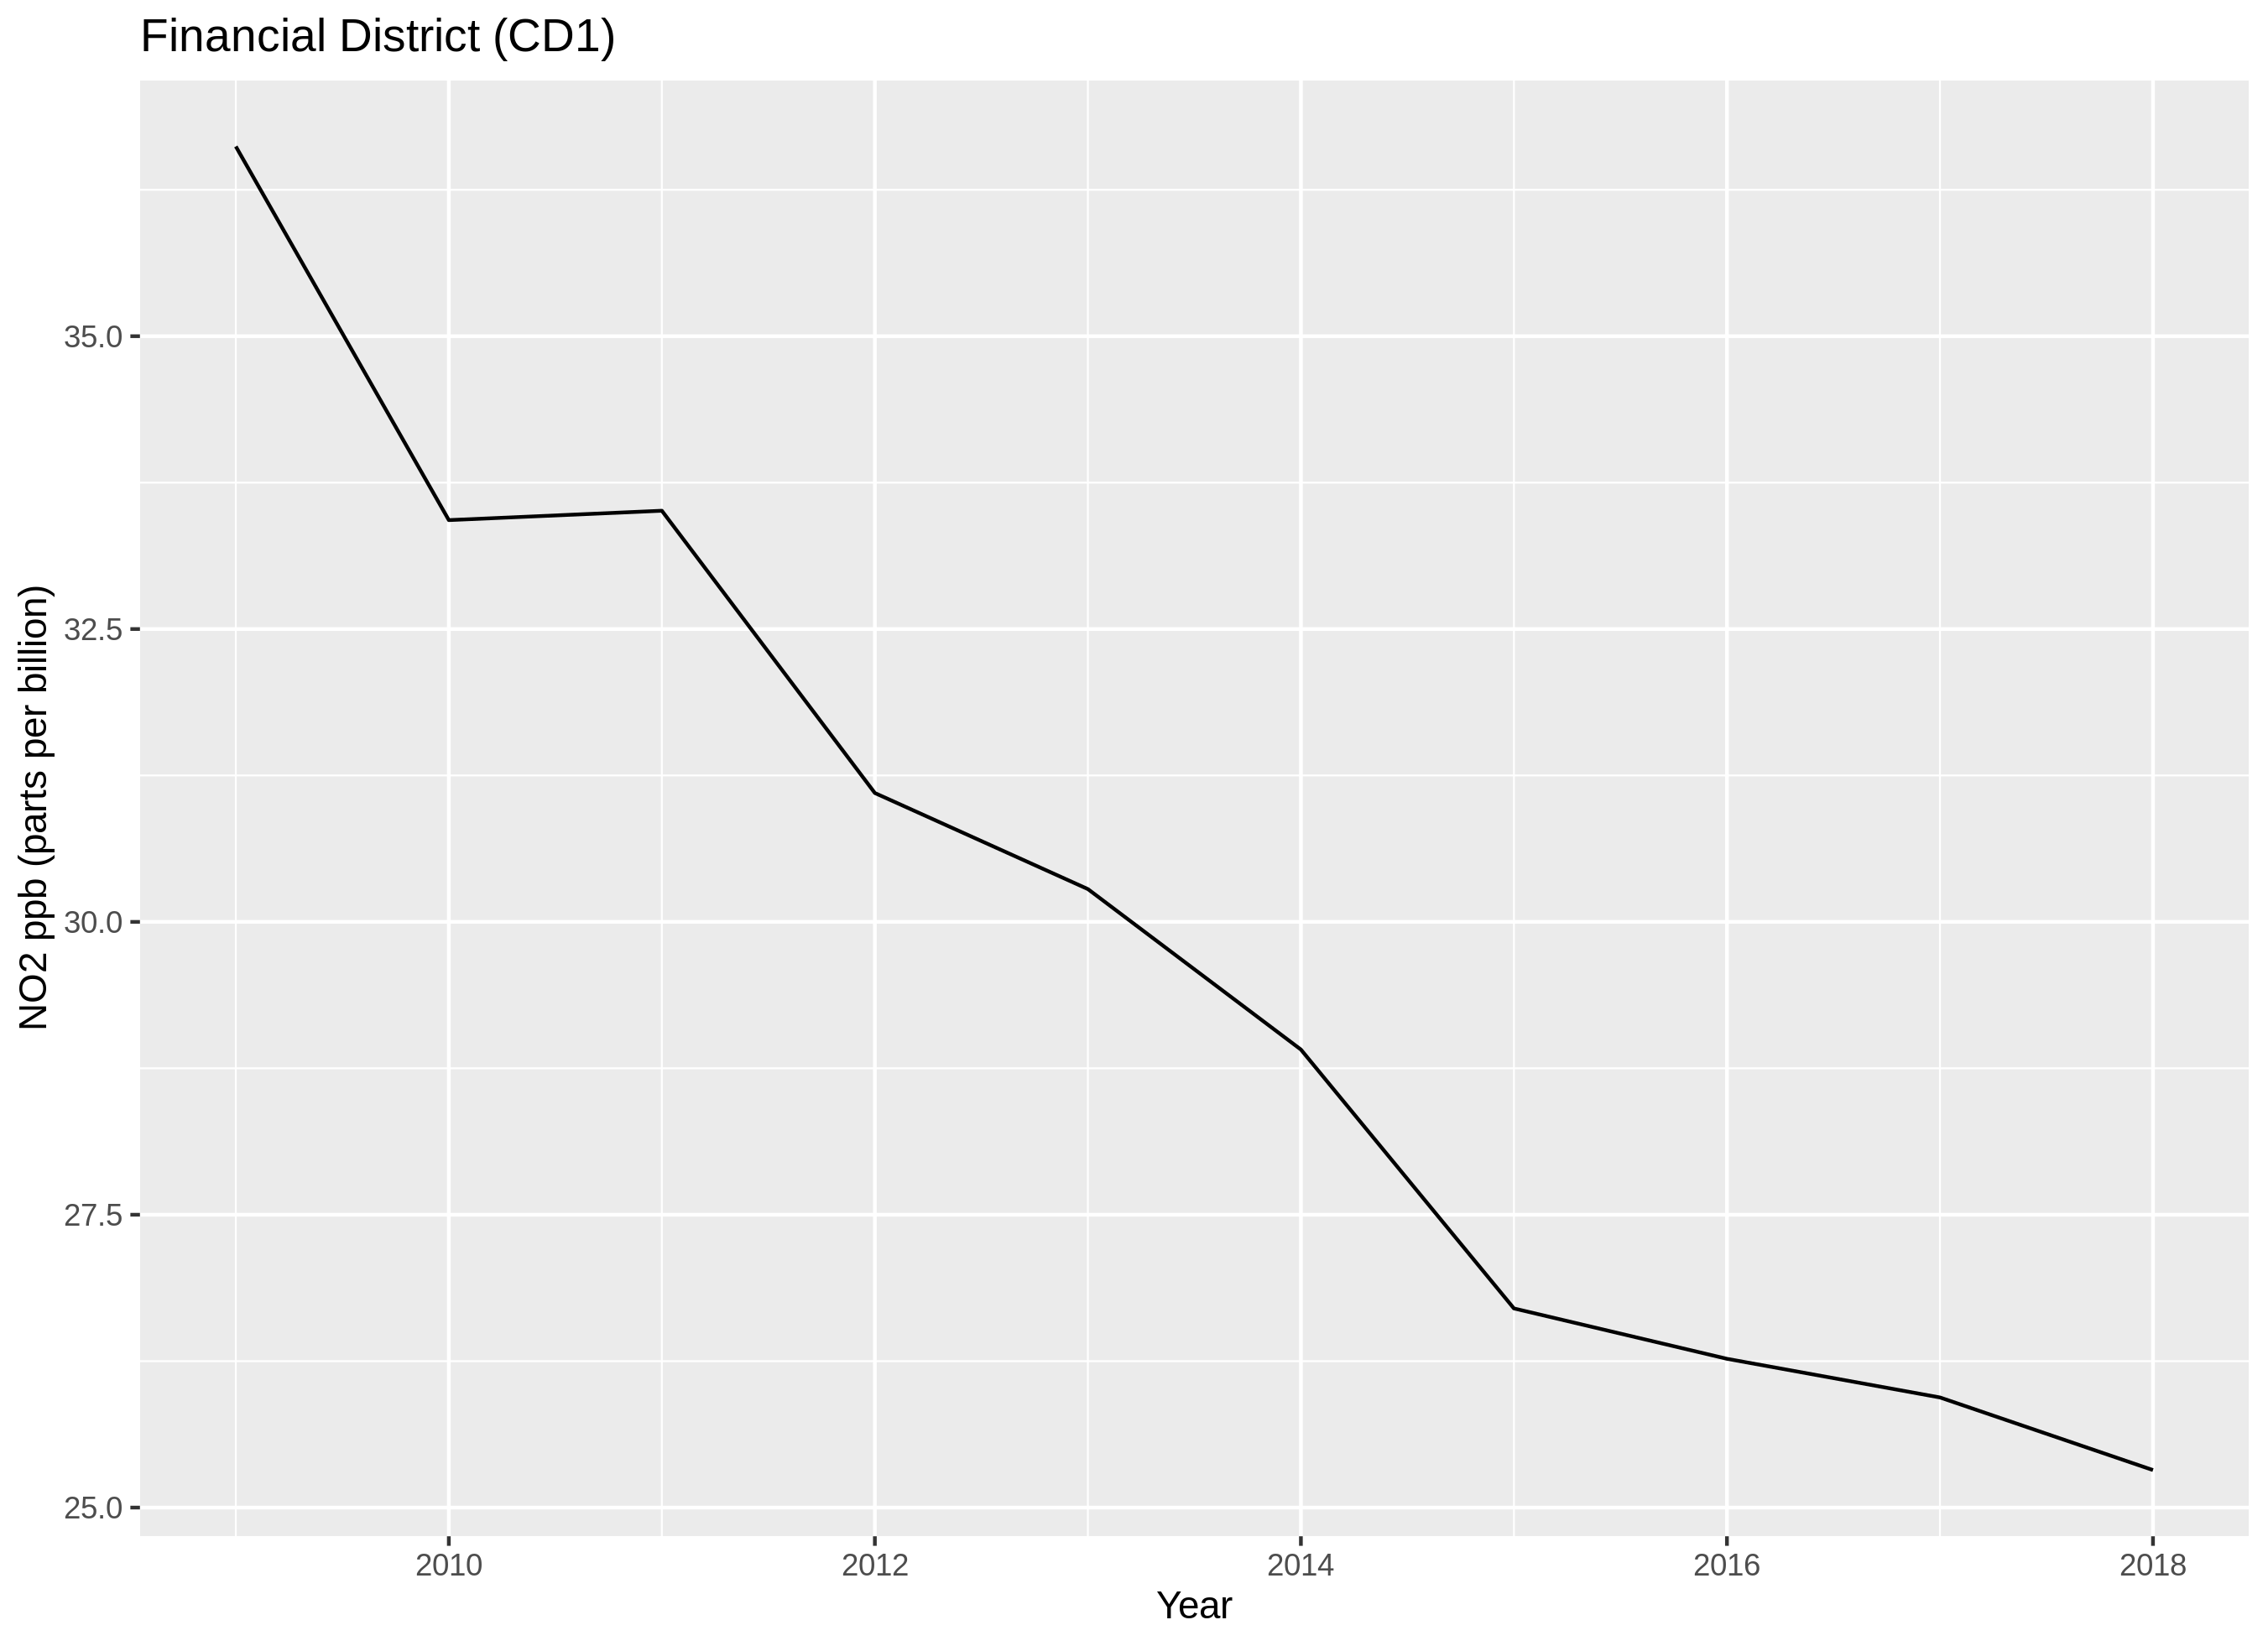 Financial District (CD1)
NO2 ppb (parts per billion)
35.0
32.5
30.0
27.5
25.0
2010 2012 2014 2016 2018
Year